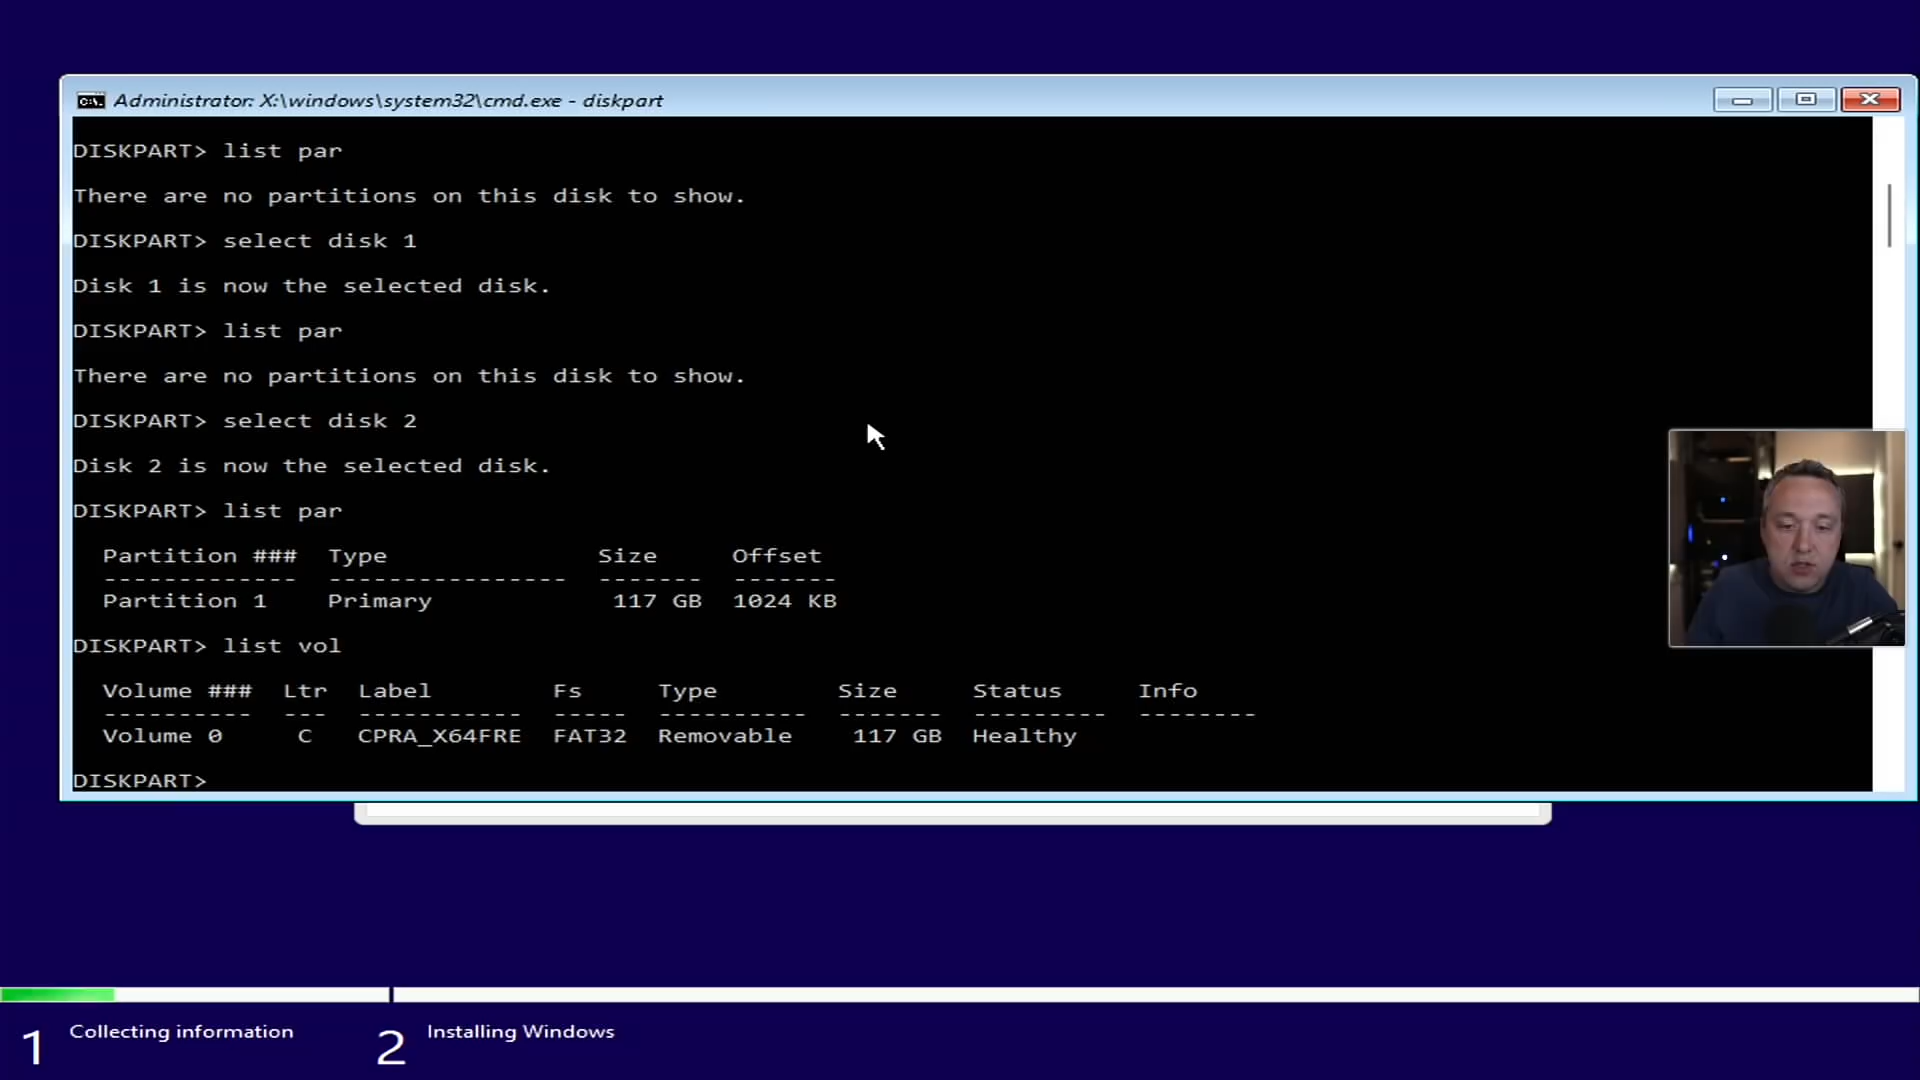 Administrator: X:\windows\system32\cmd.exe - diskpart
DISKPART> list par
There are no partitions on this disk to show.
DISKPART> select disk 1
Disk 1 is now the selected disk.
DISKPART> list par
There are no partitions on this disk to show.
DISKPART> select disk 2
Disk 2 is now the selected disk.
DISKPART> list par
Partition ###  Type              Size     Offset
-------------  ----------------  -------  -------
Partition 1    Primary            117 GB  1024 KB
DISKPART> list vol
Volume ###  Ltr  Label        Fs     Type        Size     Status     Info
----------  ---  -----------  -----  ----------  -------  ---------  --------
Volume 0     C   CPRA_X64FRE  FAT32  Removable    117 GB  Healthy
DISKPART>
1 Collecting information
2 Installing Windows